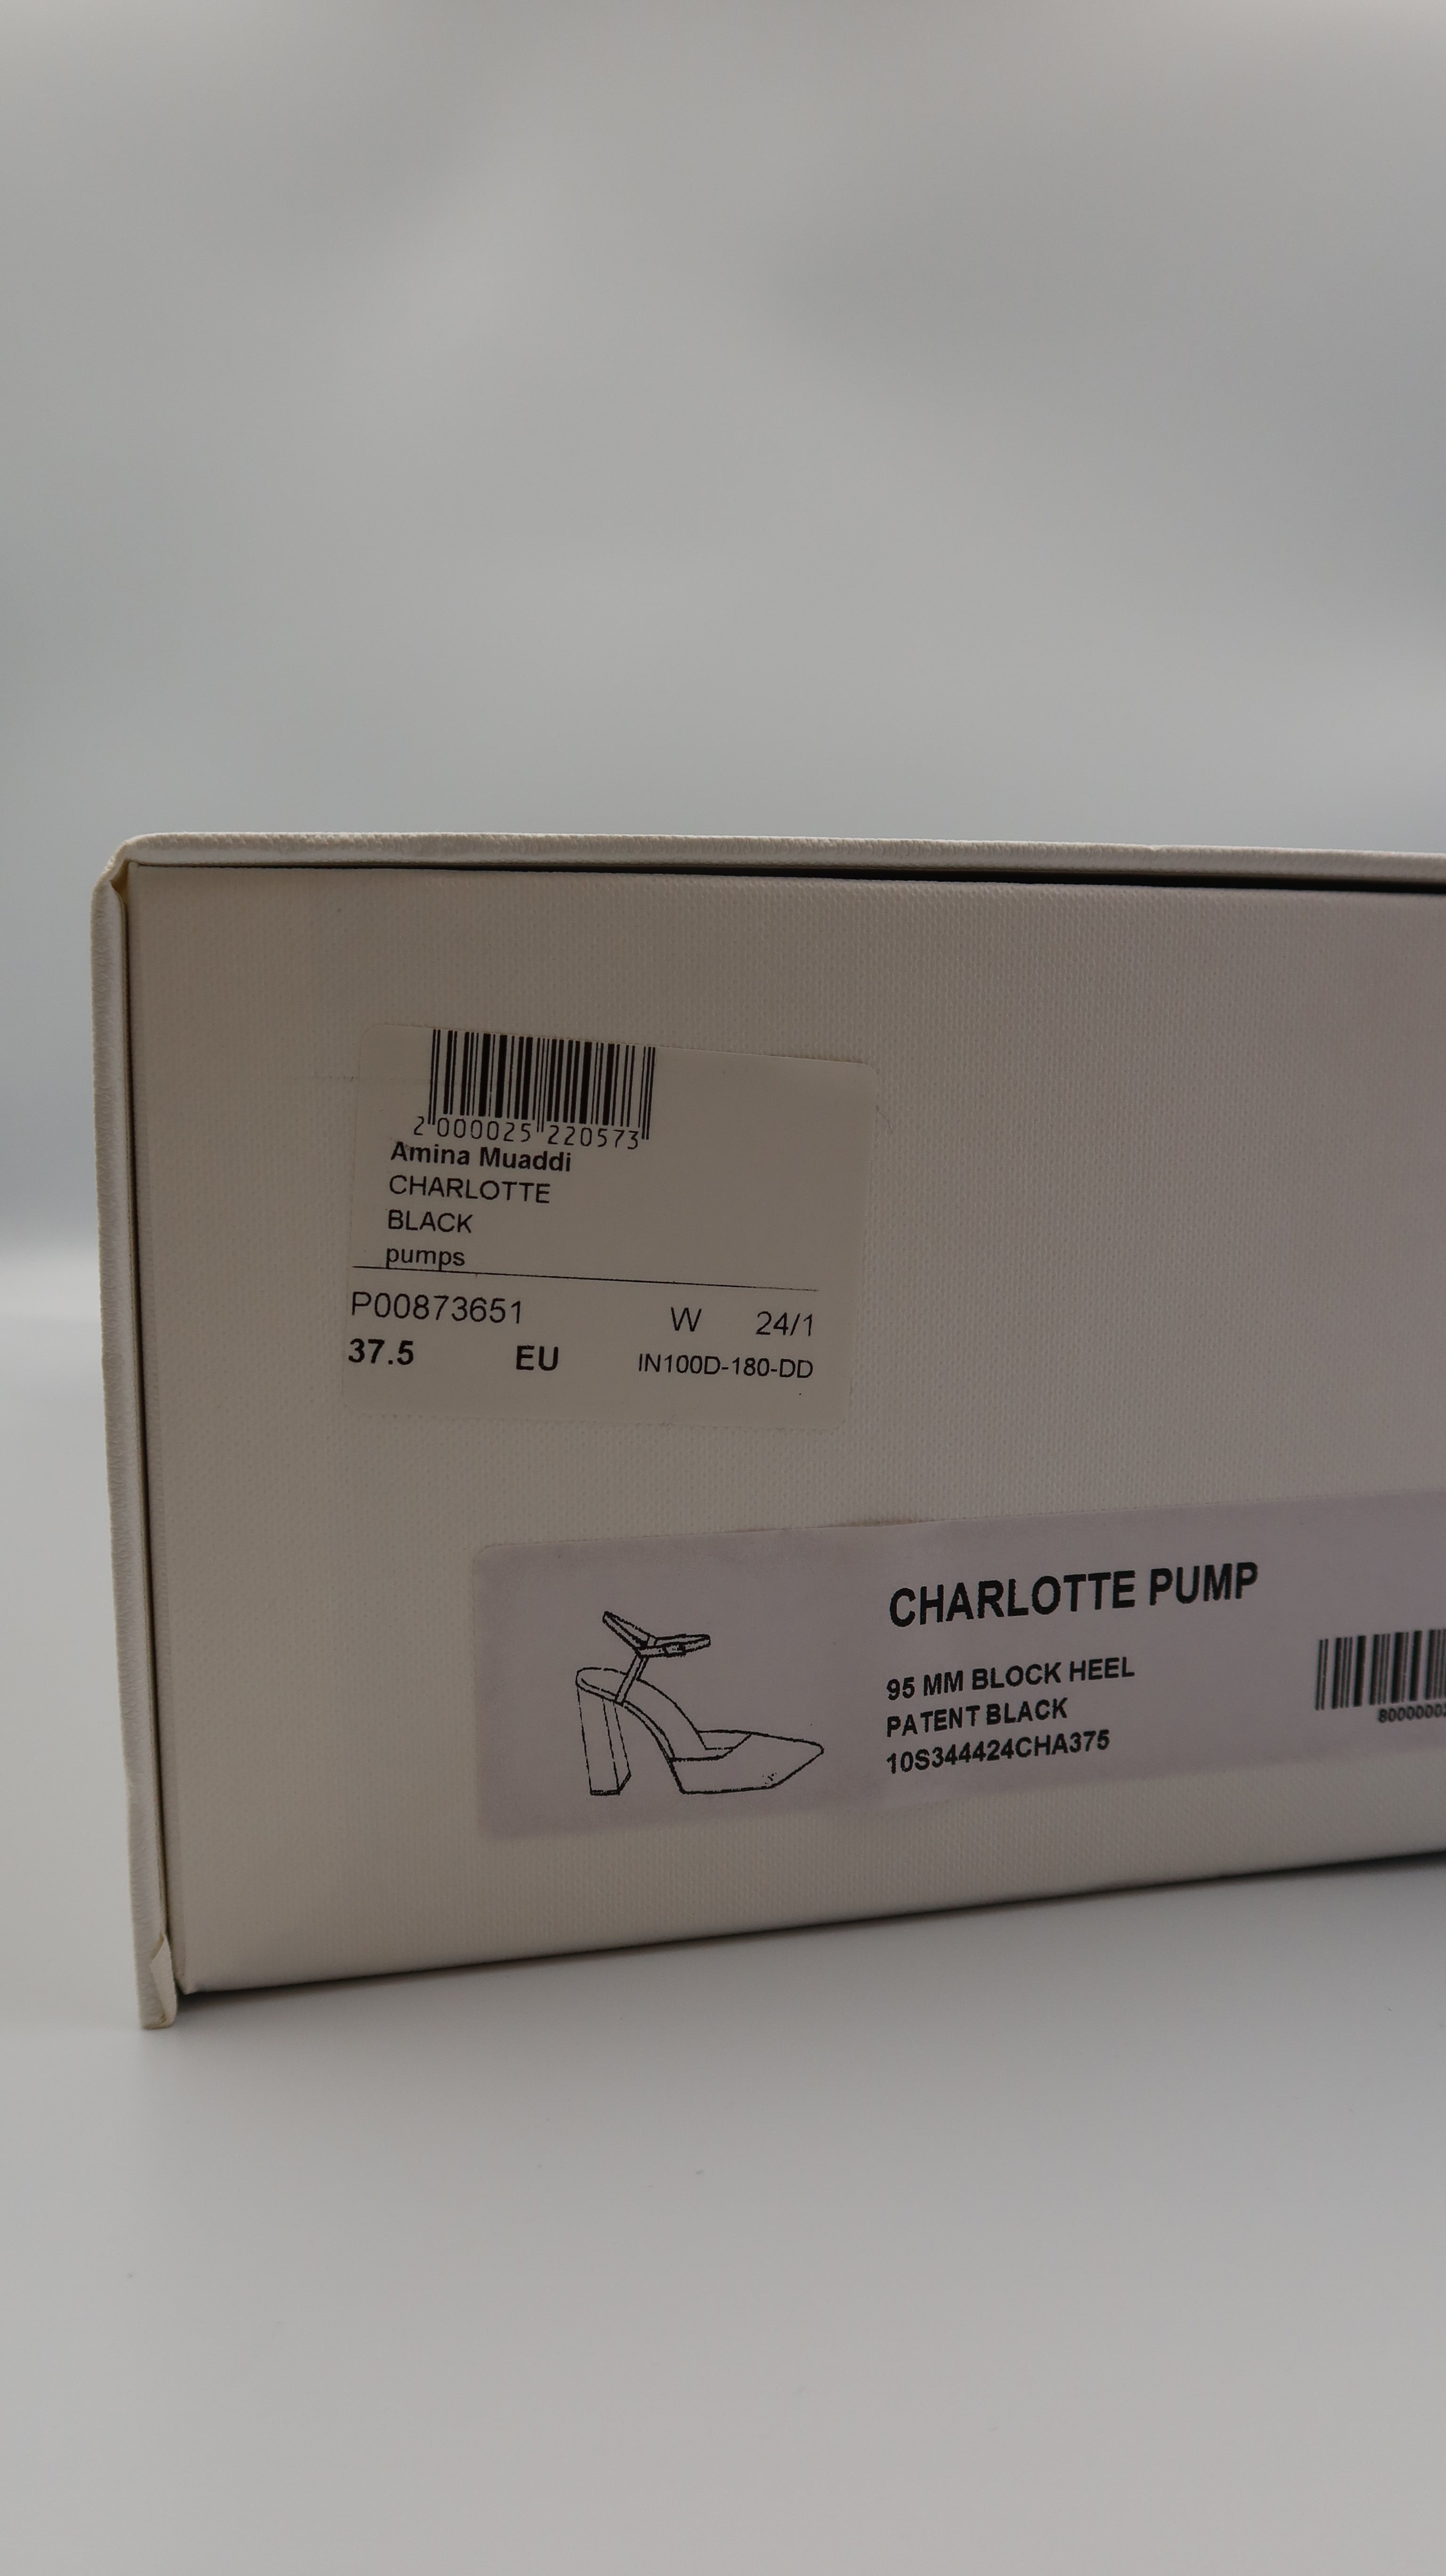 2 000025 220573
Amina Muaddi
CHARLOTTE
BLACK
pumps
P00873651 W 24/1
37.5 EU IN100D-180-DD
CHARLOTTE PUMP
95 MM BLOCK HEEL
PATENT BLACK
10S344424CHA375